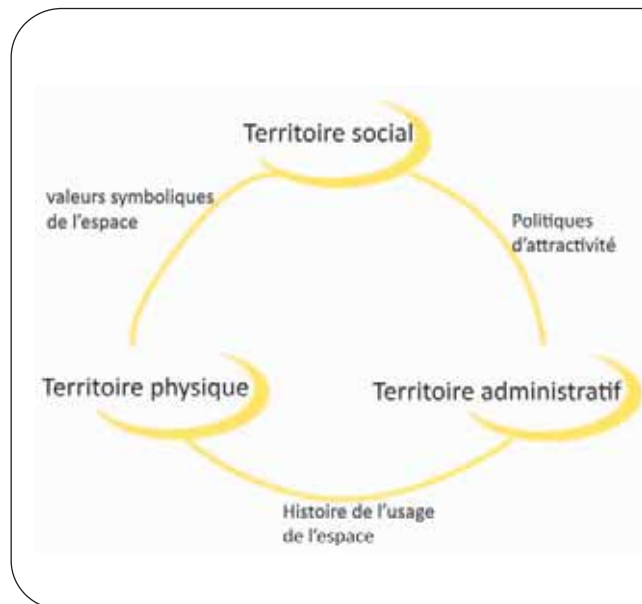 Territoire social
valeurs symboliques
de l'espace
Politiques
d'attractivité
Territoire physique
Territoire administratif
Histoire de l'usage
de l'espace